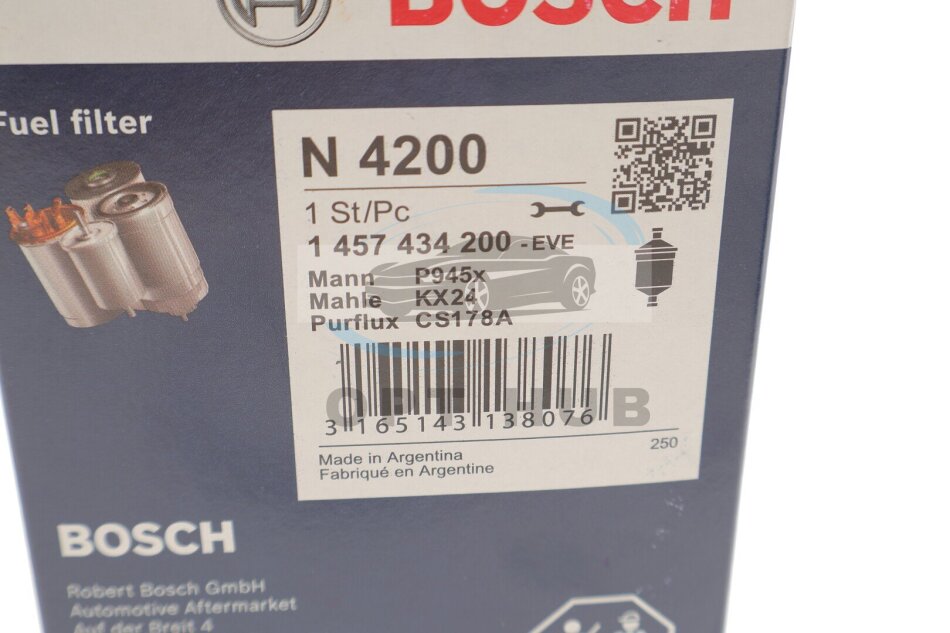 BOSCH
Fuel filter
N 4200
1 St/Pc
1 457 434 200 -EVE
Mann P945x
Mahle KX24
Purflux CS178A
OPT HUB
3 165143 138076
250
Made in Argentina
Fabriqué en Argentine
BOSCH
Robert Bosch GmbH
Automotive Aftermarket
Auf der Breit 4